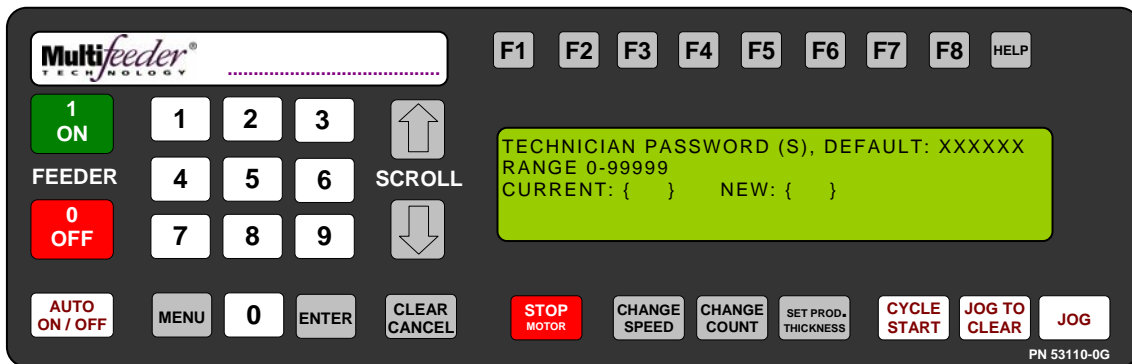 Multifeeder®
TECHNOLOGY
F1 F2 F3 F4 F5 F6 F7 F8 HELP
1
ON
1 2 3
FEEDER
4 5 6
SCROLL
0
OFF
7 8 9
TECHNICIAN PASSWORD (S), DEFAULT: XXXXXX
RANGE 0-99999
CURRENT: { } NEW: { }
AUTO
ON / OFF
MENU
0
ENTER
CLEAR
CANCEL
STOP
MOTOR
CHANGE
SPEED
CHANGE
COUNT
SET PROD.
THICKNESS
CYCLE
START
JOG TO
CLEAR
JOG
PN 53110-0G